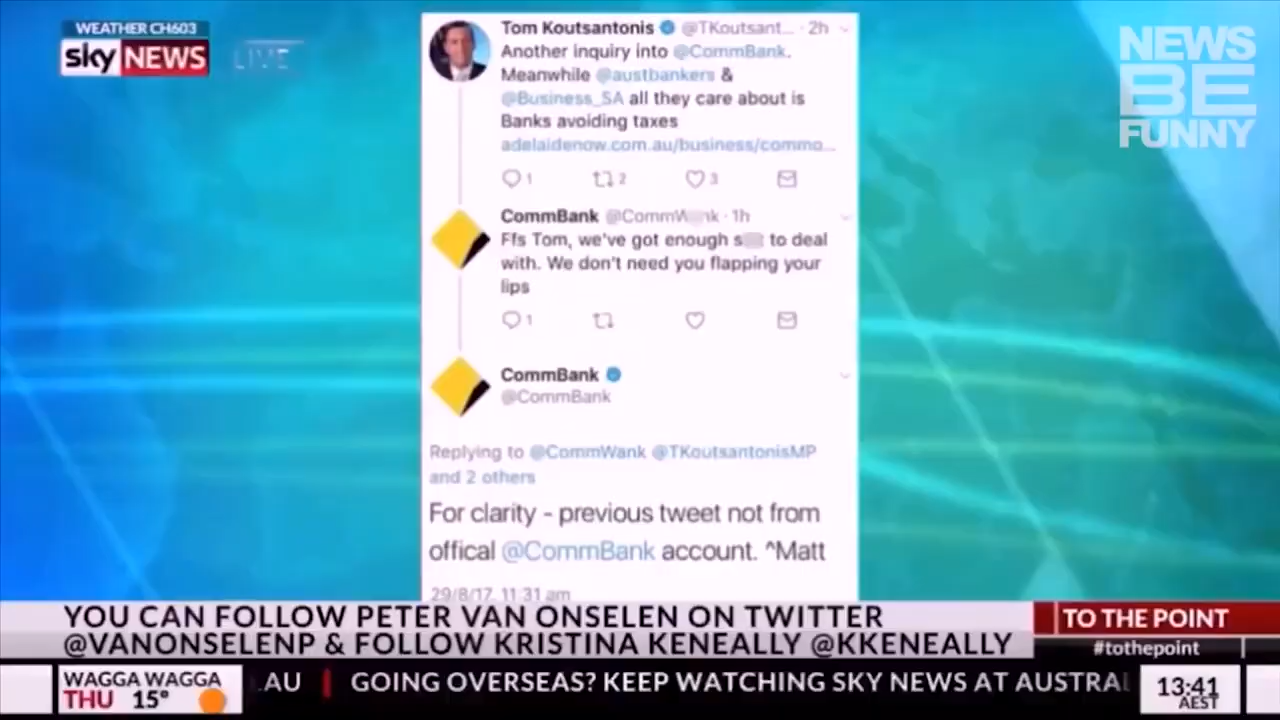 WEATHER CH603
sky NEWS LIVE
NEWS
BE
FUNNY
Tom Koutsantonis @TKoutsant... · 2h
Another inquiry into @CommBank.
Meanwhile @austbankers &
@Business_SA all they care about is
Banks avoiding taxes
adelaidenow.com.au/business/commo...
1 2 3
CommBank @CommW nk · 1h
Ffs Tom, we've got enough s to deal
with. We don't need you flapping your
lips
1
CommBank
@CommBank
Replying to @CommWank @TKoutsantonisMP
and 2 others
For clarity - previous tweet not from
offical @CommBank account. ^Matt
29/8/17, 11:31 am
YOU CAN FOLLOW PETER VAN ONSELEN ON TWITTER
@VANONSELENP & FOLLOW KRISTINA KENEALLY @KKENEALLY
TO THE POINT
#tothepoint
WAGGA WAGGA
THU 15°
.AU | GOING OVERSEAS? KEEP WATCHING SKY NEWS AT AUSTRAL
13:41
AEST